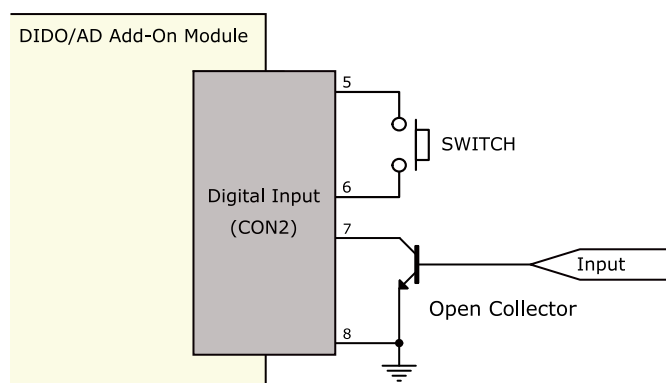 DIDO/AD Add-On Module
5
SWITCH
6
Digital Input
(CON2)
7
Input
Open Collector
8